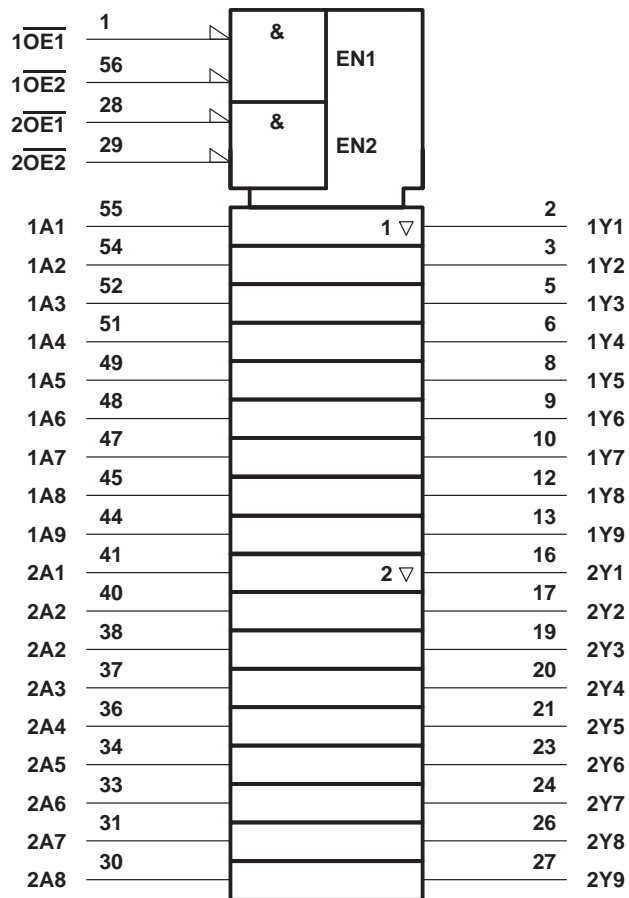 1 &
1OE1
56 EN1
1OE2
28 &
2OE1
29 EN2
2OE2
55 1 ▽ 2
1A1 1Y1
54 3
1A2 1Y2
52 5
1A3 1Y3
51 6
1A4 1Y4
49 8
1A5 1Y5
48 9
1A6 1Y6
47 10
1A7 1Y7
45 12
1A8 1Y8
44 13
1A9 1Y9
41 2 ▽ 16
2A1 2Y1
40 17
2A2 2Y2
38 19
2A2 2Y3
37 20
2A3 2Y4
36 21
2A4 2Y5
34 23
2A5 2Y6
33 24
2A6 2Y7
31 26
2A7 2Y8
30 27
2A8 2Y9